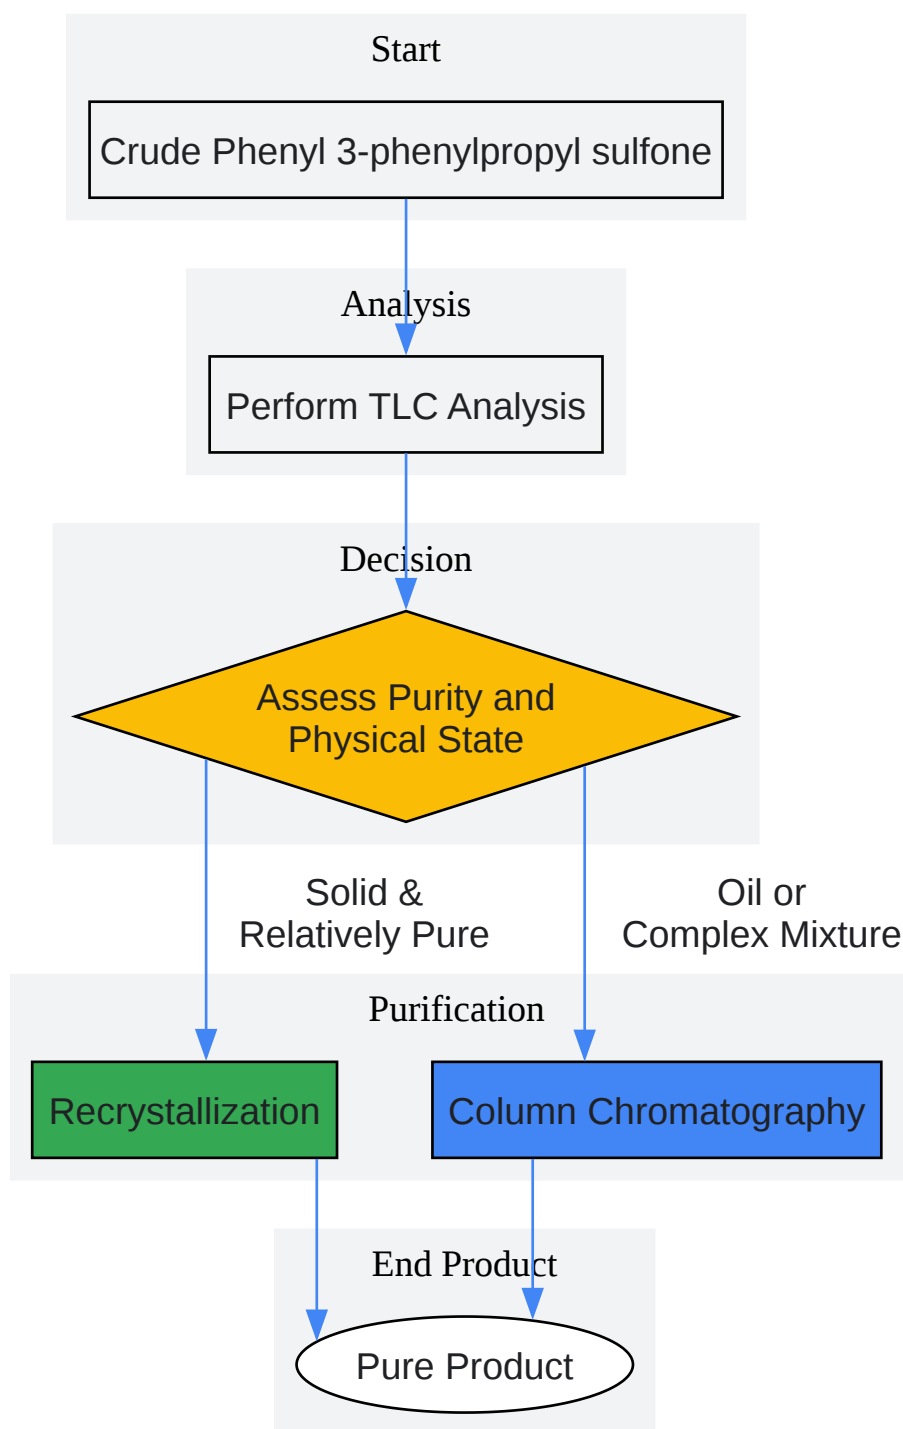 Start
Crude Phenyl 3-phenylpropyl sulfone
Analysis
Perform TLC Analysis
Decision
Assess Purity and
Physical State
Solid &
Relatively Pure
Oil or
Complex Mixture
Purification
Recrystallization
Column Chromatography
End Product
Pure Product